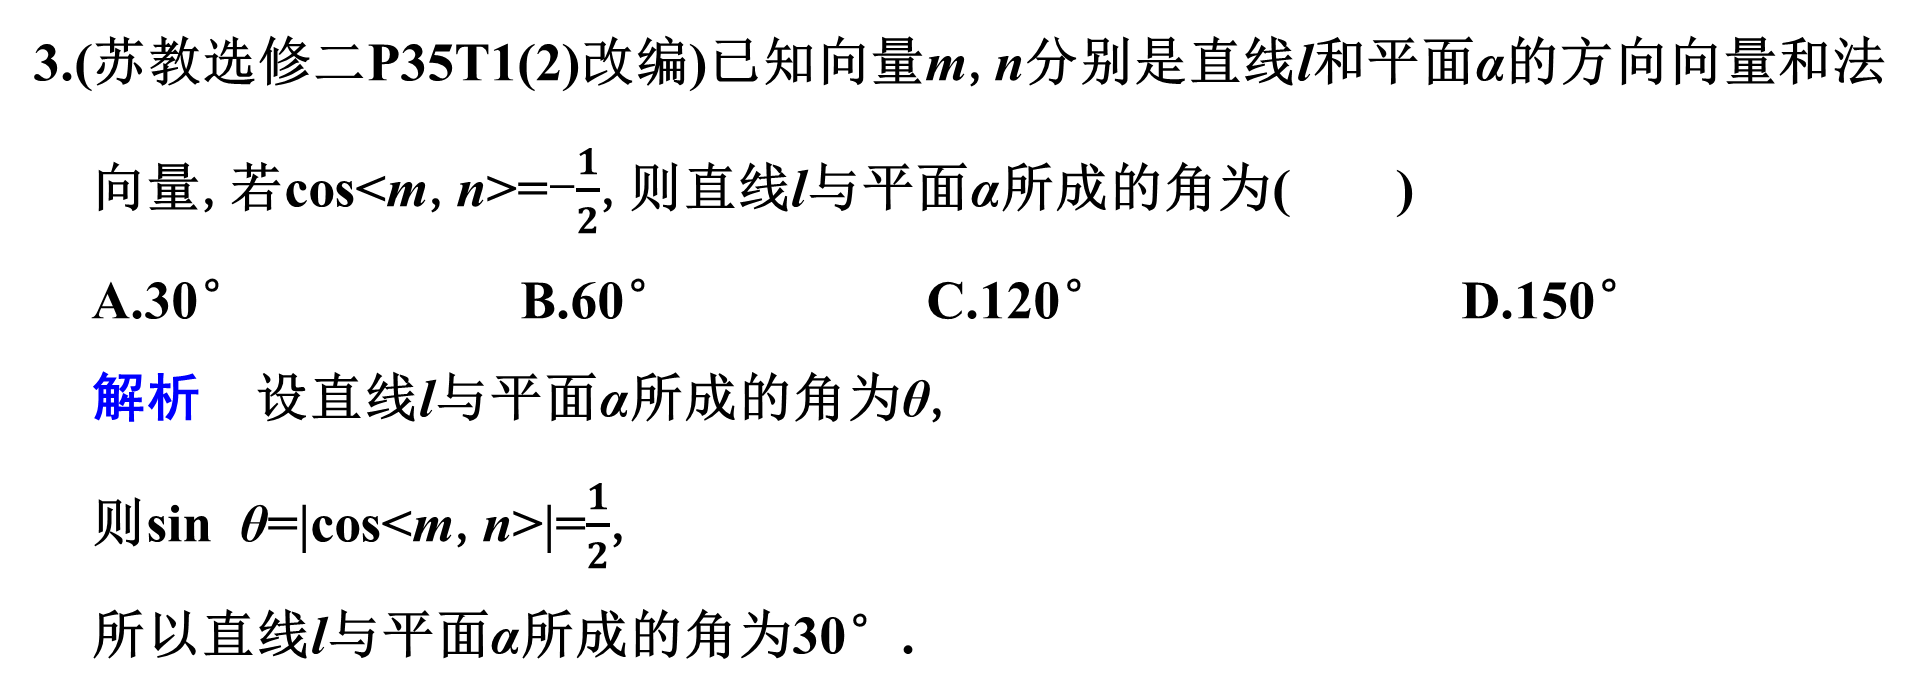 3.(苏教选修二P35T1(2)改编)已知向量m, n分别是直线l和平面α的方向向量和法
向量, 若cos<m, n>=−1/2, 则直线l与平面α所成的角为(  )
A.30° B.60° C.120° D.150°
解析 设直线l与平面α所成的角为θ,
则sin θ=|cos<m, n>|=1/2,
所以直线l与平面α所成的角为30°.